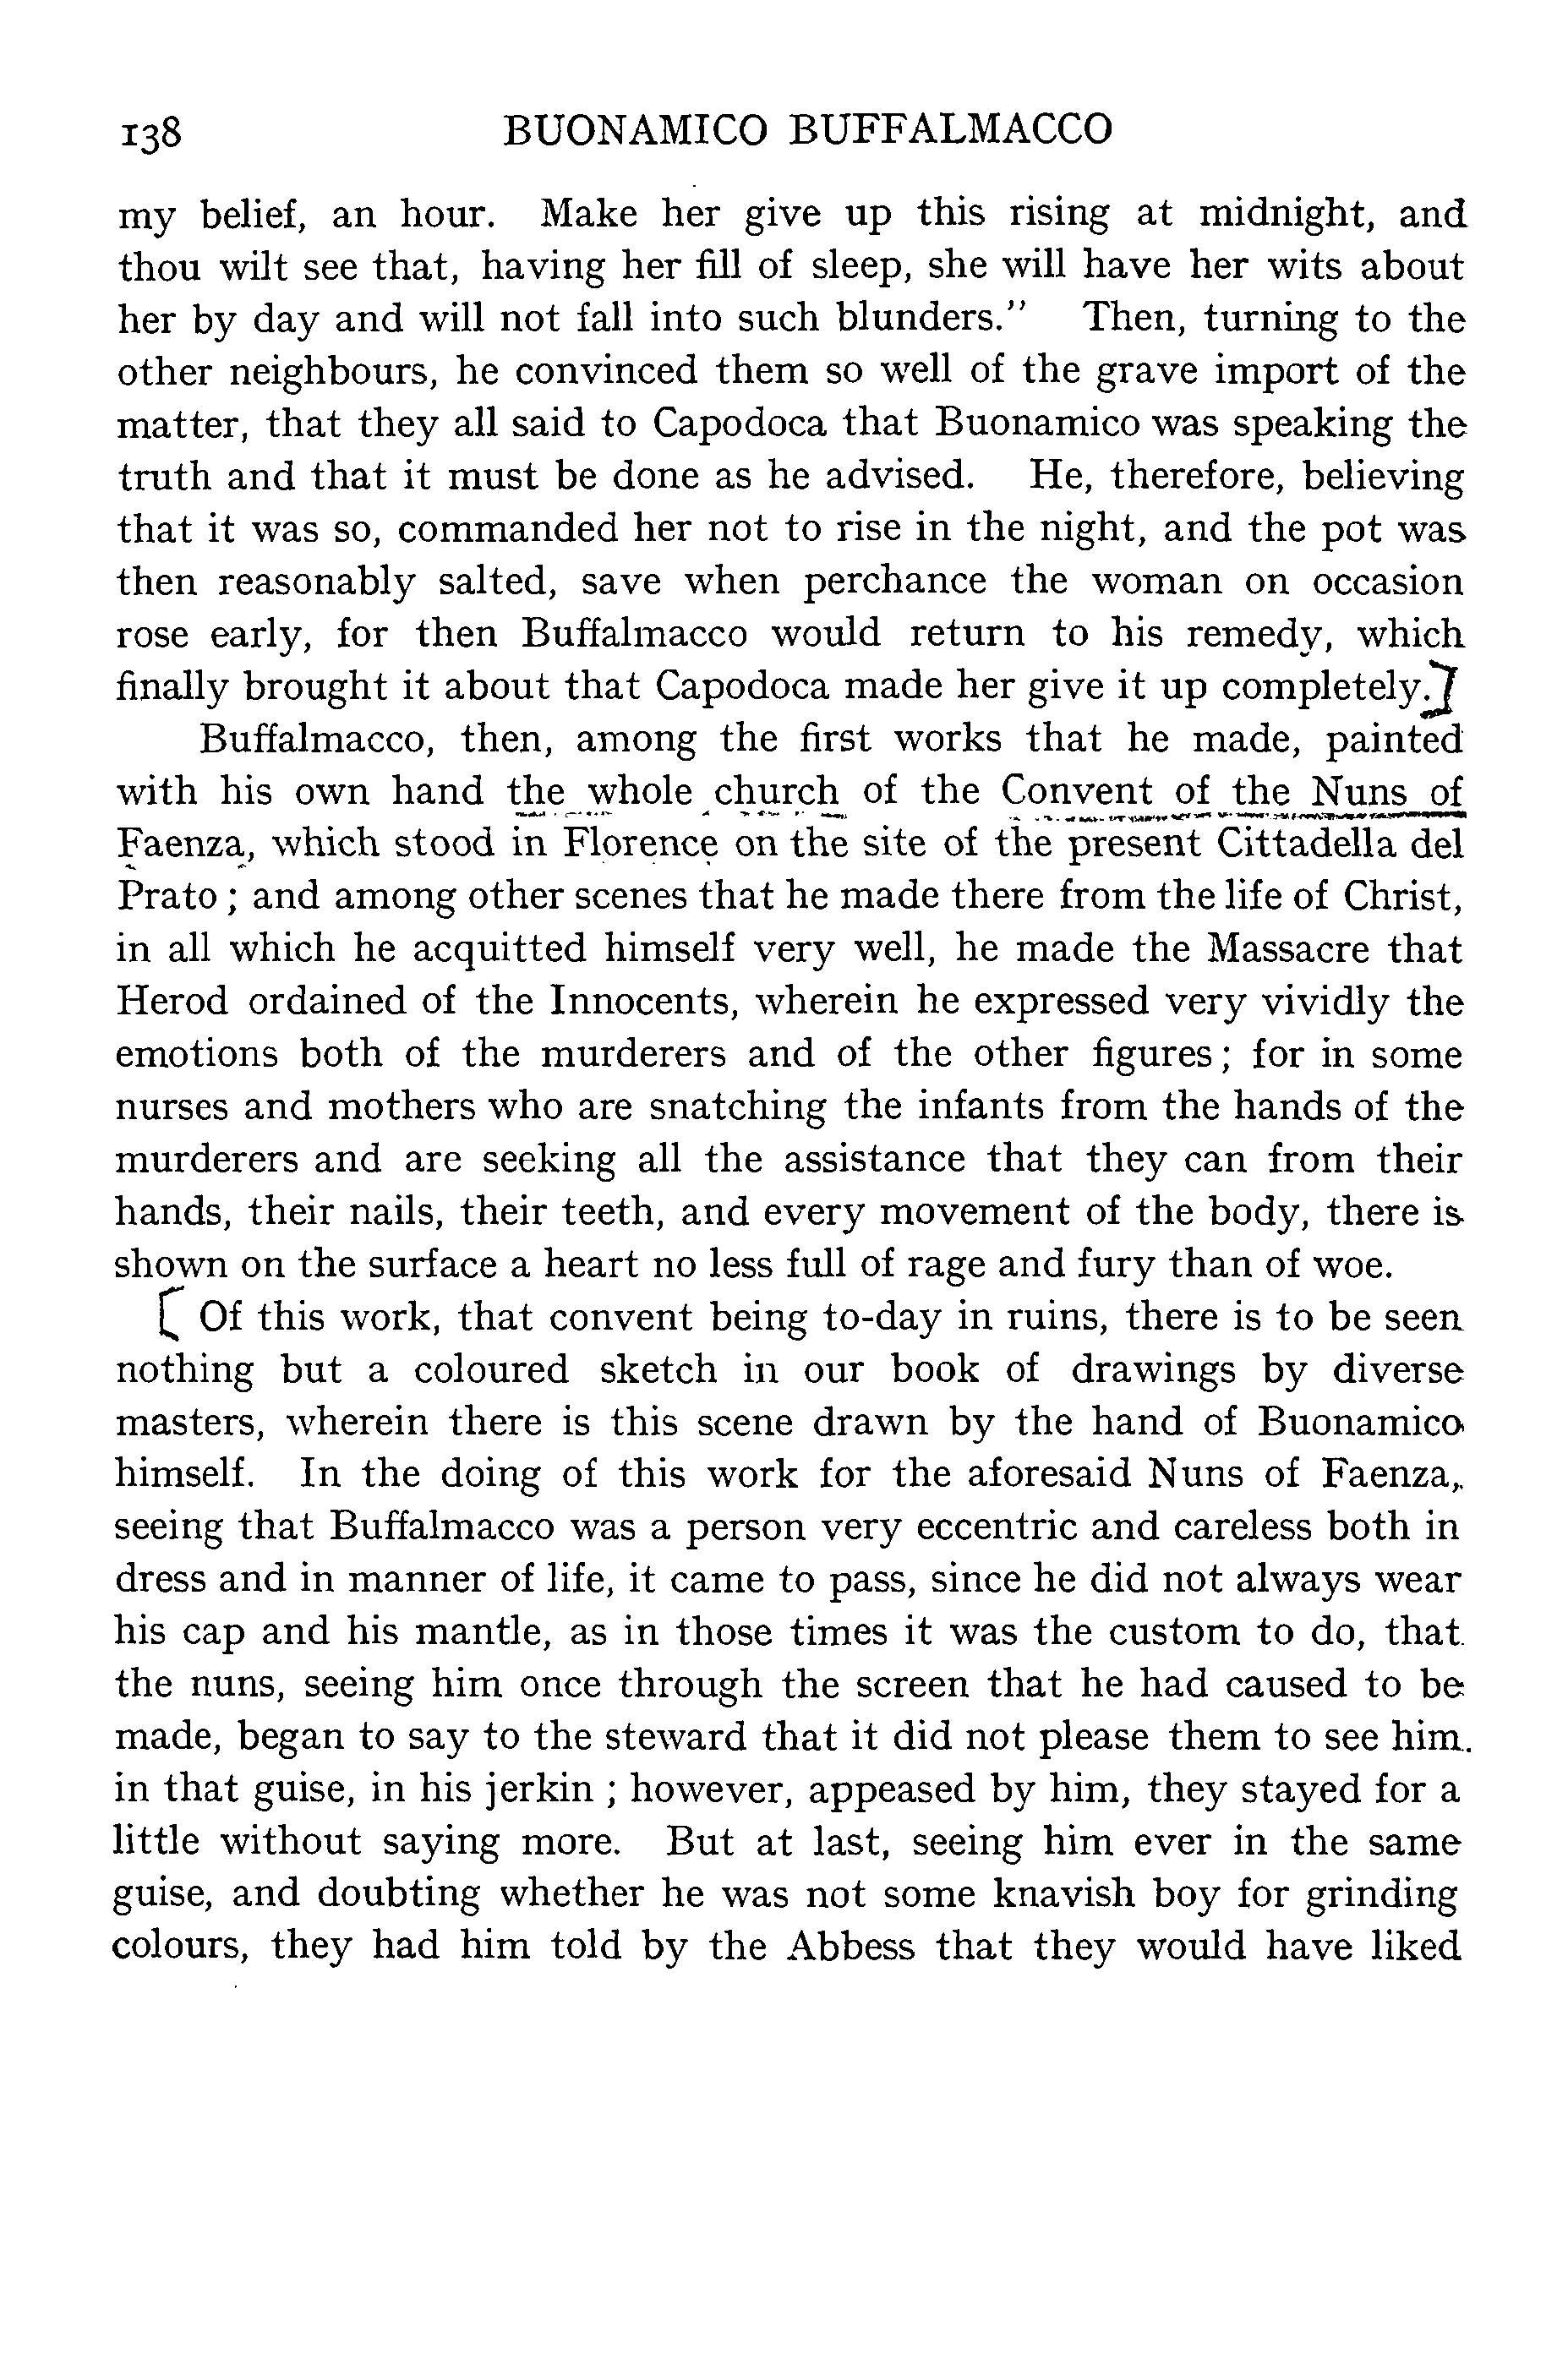 138 BUONAMICO BUFFALMACCO
my belief, an hour. Make her give up this rising at midnight, and
thou wilt see that, having her fill of sleep, she will have her wits about
her by day and will not fall into such blunders.” Then, turning to the
other neighbours, he convinced them so well of the grave import of the
matter, that they all said to Capodoca that Buonamico was speaking the
truth and that it must be done as he advised. He, therefore, believing
that it was so, commanded her not to rise in the night, and the pot was
then reasonably salted, save when perchance the woman on occasion
rose early, for then Buffalmacco would return to his remedy, which
finally brought it about that Capodoca made her give it up completely.]
Buffalmacco, then, among the first works that he made, painted
with his own hand the whole church of the Convent of the Nuns of
Faenza, which stood in Florence on the site of the present Cittadella del
Prato ; and among other scenes that he made there from the life of Christ,
in all which he acquitted himself very well, he made the Massacre that
Herod ordained of the Innocents, wherein he expressed very vividly the
emotions both of the murderers and of the other figures ; for in some
nurses and mothers who are snatching the infants from the hands of the
murderers and are seeking all the assistance that they can from their
hands, their nails, their teeth, and every movement of the body, there is
shown on the surface a heart no less full of rage and fury than of woe.
[ Of this work, that convent being to-day in ruins, there is to be seen
nothing but a coloured sketch in our book of drawings by diverse
masters, wherein there is this scene drawn by the hand of Buonamico
himself. In the doing of this work for the aforesaid Nuns of Faenza,
seeing that Buffalmacco was a person very eccentric and careless both in
dress and in manner of life, it came to pass, since he did not always wear
his cap and his mantle, as in those times it was the custom to do, that
the nuns, seeing him once through the screen that he had caused to be
made, began to say to the steward that it did not please them to see him
in that guise, in his jerkin ; however, appeased by him, they stayed for a
little without saying more. But at last, seeing him ever in the same
guise, and doubting whether he was not some knavish boy for grinding
colours, they had him told by the Abbess that they would have liked